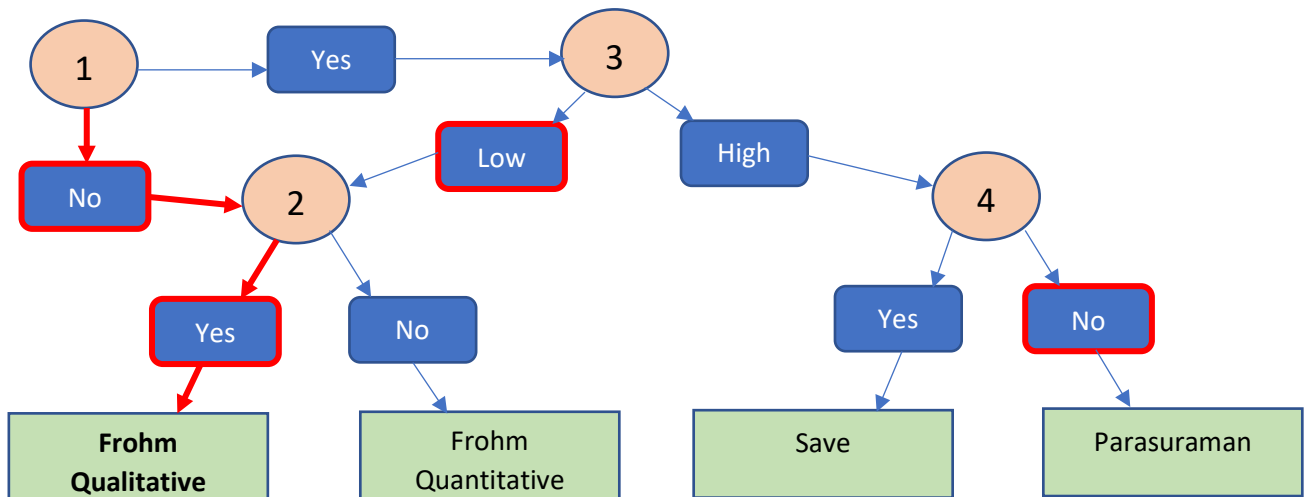 1
Yes
3
Low
High
No
2
4
Yes
No
Yes
No
Frohm
Qualitative
Frohm
Quantitative
Save
Parasuraman